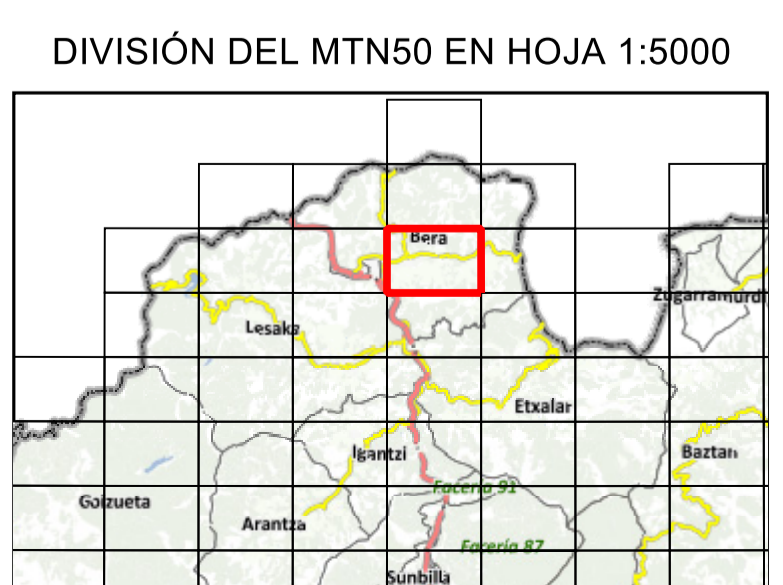 DIVISIÓN DEL MTN50 EN HOJA 1:5000
Bera
Zugarramurdi
Lesaka
Etxalar
Igantzi
Baztan
Facería 91
Goizueta
Arantza
Facería 87
Sunbilla